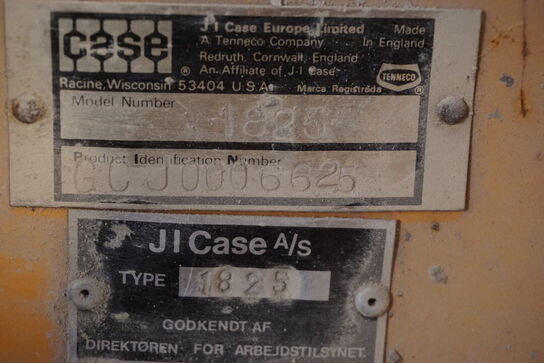 case
J I Case Europe Limited
A Tenneco Company
Redruth, Cornwall, England
An Affiliate of J·I Case
Made
In England
®
TENNECO
®
Racine, Wisconsin 53404 U.S.A.
Marca Registrada
Model Number
1825
Product Identification Number
GCJ0006625
J I Case A/s
TYPE 1825
GODKENDT AF
DIREKTØREN FOR ARBEJDSTILSYNET